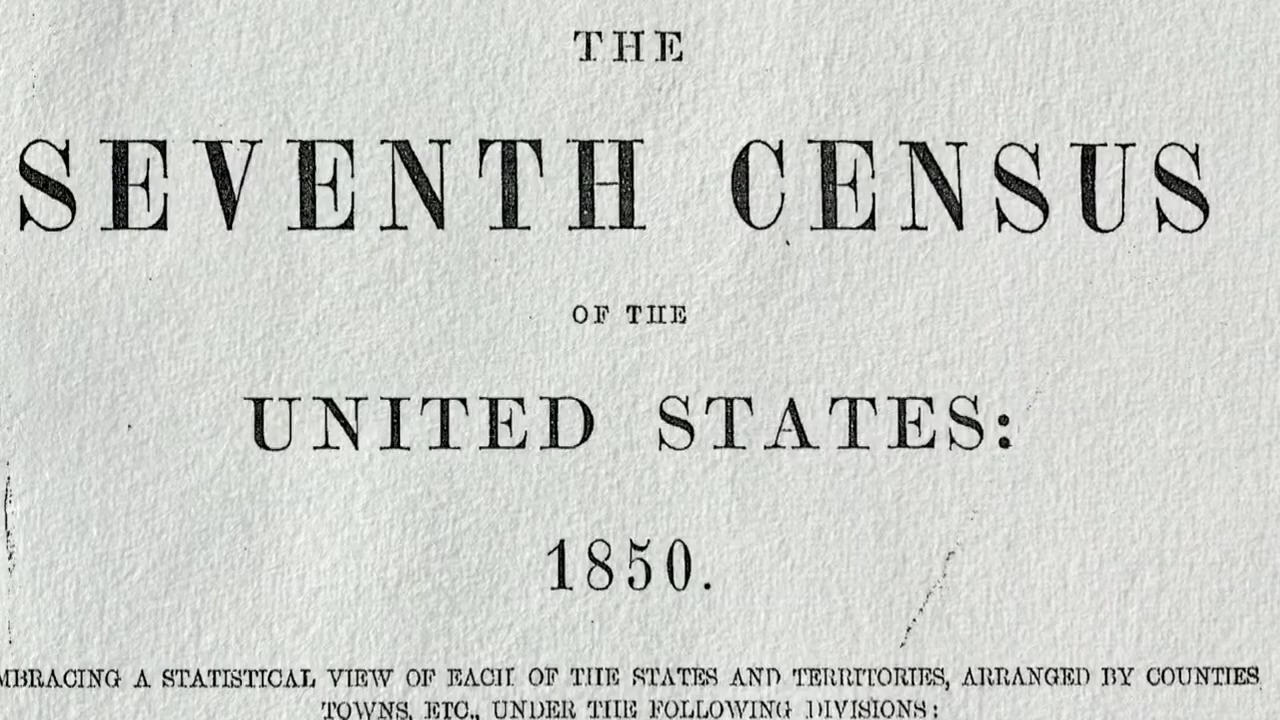 THE
SEVENTH CENSUS
OF THE
UNITED STATES:
1850.
MBRACING A STATISTICAL VIEW OF EACH OF THE STATES AND TERRITORIES, ARRANGED BY COUNTIES
TOWNS, ETC., UNDER THE FOLLOWING DIVISIONS: